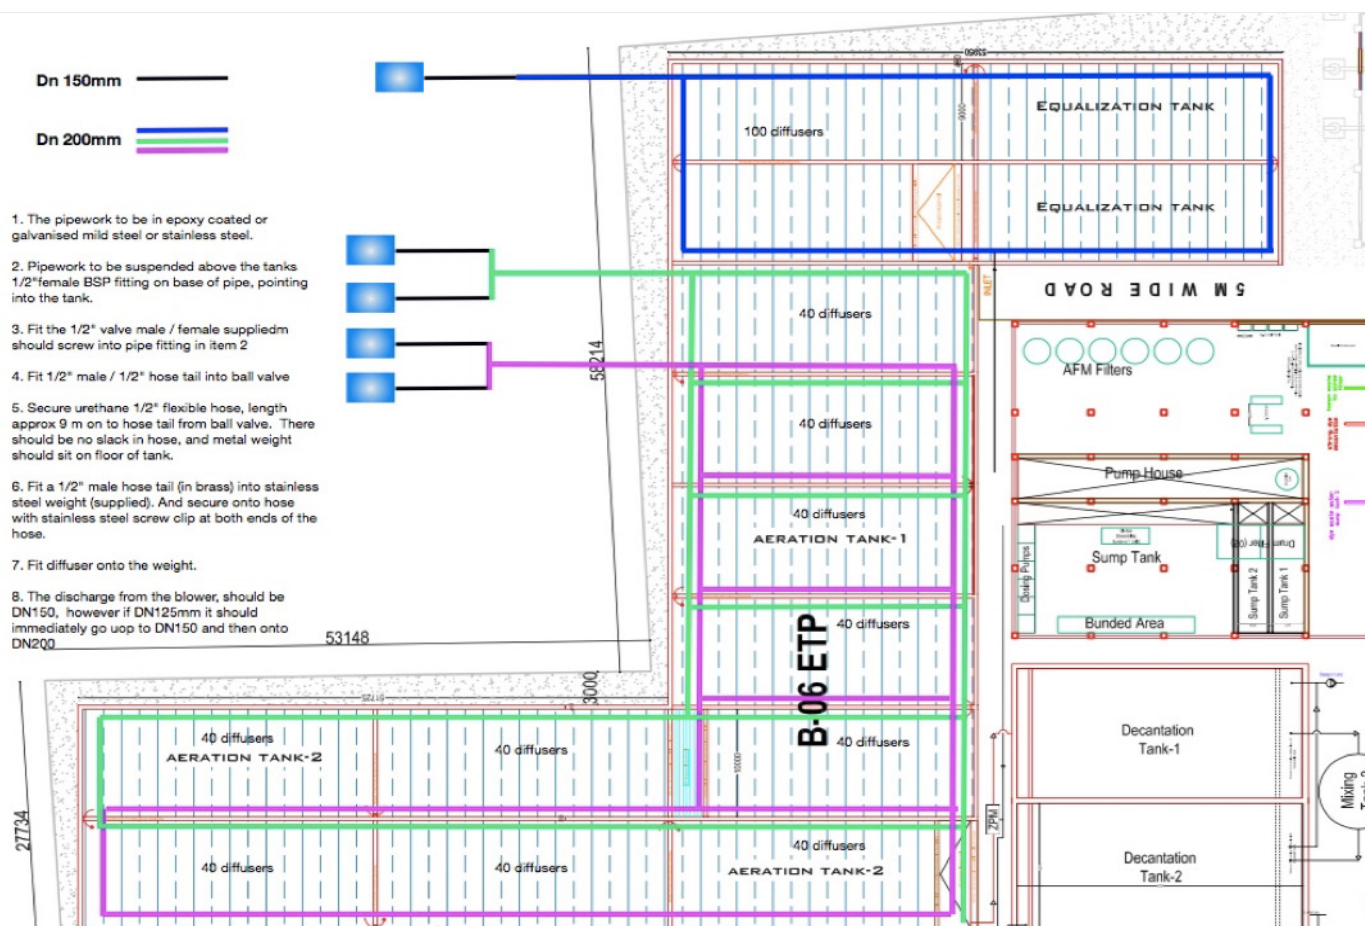 Dn 150mm
Dn 200mm
1. The pipework to be in epoxy coated or
galvanised mild steel or stainless steel.
2. Pipework to be suspended above the tanks
1/2"female BSP fitting on base of pipe, pointing
into the tank.
3. Fit the 1/2" valve male / female suppliedm
should screw into pipe fitting in item 2
4. Fit 1/2" male / 1/2" hose tail into ball valve
5. Secure urethane 1/2" flexible hose, length
approx 9 m on to hose tail from ball valve. There
should be no slack in hose, and metal weight
should sit on floor of tank.
6. Fit a 1/2" male hose tail (in brass) into stainless
steel weight (supplied). And secure onto hose
with stainless steel screw clip at both ends of the
hose.
7. Fit diffuser onto the weight.
8. The discharge from the blower, should be
DN150, however if DN125mm it should
immediately go uop to DN150 and then onto
DN200
53148
58214
3000
27734
51725
53950
9000
10000
100 diffusers
EQUALIZATION TANK
EQUALIZATION TANK
INLET
5M WIDE ROAD
40 diffusers
40 diffusers
40 diffusers
AERATION TANK-1
40 diffusers
B-06 ETP
40 diffusers
40 diffusers
AERATION TANK-2
40 diffusers
40 diffusers
AERATION TANK-2
40 diffusers
40 diffusers
AFM Filters
Pump House
Sump Tank
Drum Filter (02)
Dosing Pumps
Sump Tank 2
Sump Tank 1
Bunded Area
ZPM
Decantation
Tank-1
Decantation
Tank-2
Mixing